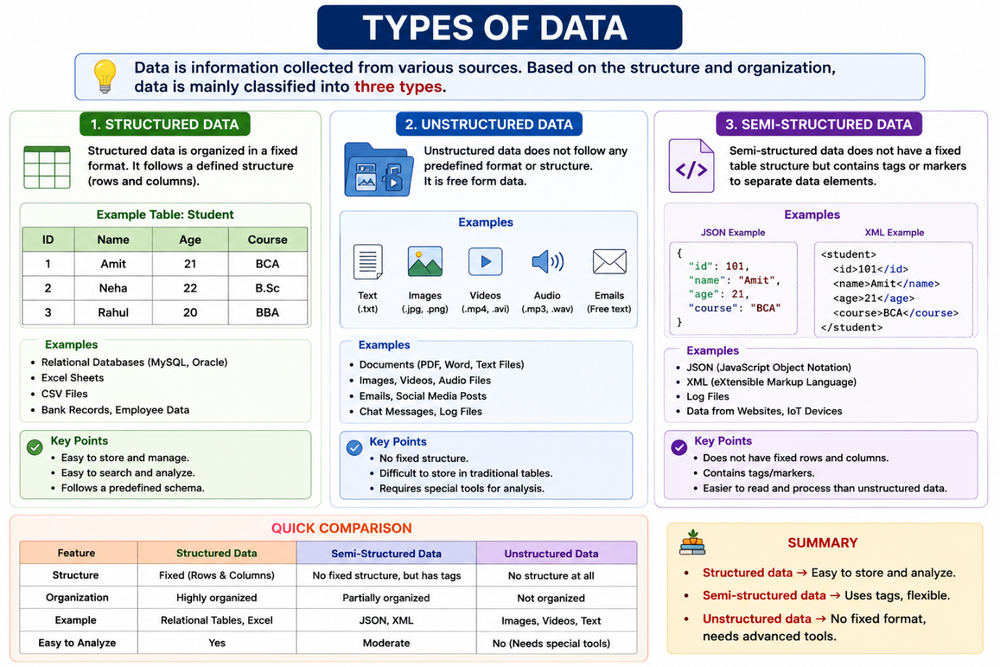 TYPES OF DATA
Data is information collected from various sources. Based on the structure and organization,
data is mainly classified into three types.
1. STRUCTURED DATA
Structured data is organized in a fixed
format. It follows a defined structure
(rows and columns).
Example Table: Student
ID Name Age Course
1 Amit 21 BCA
2 Neha 22 B.Sc
3 Rahul 20 BBA
Examples
• Relational Databases (MySQL, Oracle)
• Excel Sheets
• CSV Files
• Bank Records, Employee Data
Key Points
• Easy to store and manage.
• Easy to search and analyze.
• Follows a predefined schema.
2. UNSTRUCTURED DATA
Unstructured data does not follow any
predefined format or structure.
It is free form data.
Examples
Text Images Videos Audio Emails
(.txt) (.jpg, .png) (.mp4, .avi) (.mp3, .wav) (Free text)
Examples
• Documents (PDF, Word, Text Files)
• Images, Videos, Audio Files
• Emails, Social Media Posts
• Chat Messages, Log Files
Key Points
• No fixed structure.
• Difficult to store in traditional tables.
• Requires special tools for analysis.
3. SEMI-STRUCTURED DATA
</>
Semi-structured data does not have a fixed
table structure but contains tags or markers
to separate data elements.
Examples
JSON Example
{
"id": 101,
"name": "Amit",
"age": 21,
"course": "BCA"
}
XML Example
<student>
<id>101</id>
<name>Amit</name>
<age>21</age>
<course>BCA</course>
</student>
Examples
• JSON (JavaScript Object Notation)
• XML (eXtensible Markup Language)
• Log Files
• Data from Websites, IoT Devices
Key Points
• Does not have fixed rows and columns.
• Contains tags/markers.
• Easier to read and process than unstructured data.
QUICK COMPARISON
Feature Structured Data Semi-Structured Data Unstructured Data
Structure Fixed (Rows & Columns) No fixed structure, but has tags No structure at all
Organization Highly organized Partially organized Not organized
Example Relational Tables, Excel JSON, XML Images, Videos, Text
Easy to Analyze Yes Moderate No (Needs special tools)
SUMMARY
• Structured data → Easy to store and analyze.
• Semi-structured data → Uses tags, flexible.
• Unstructured data → No fixed format,
needs advanced tools.